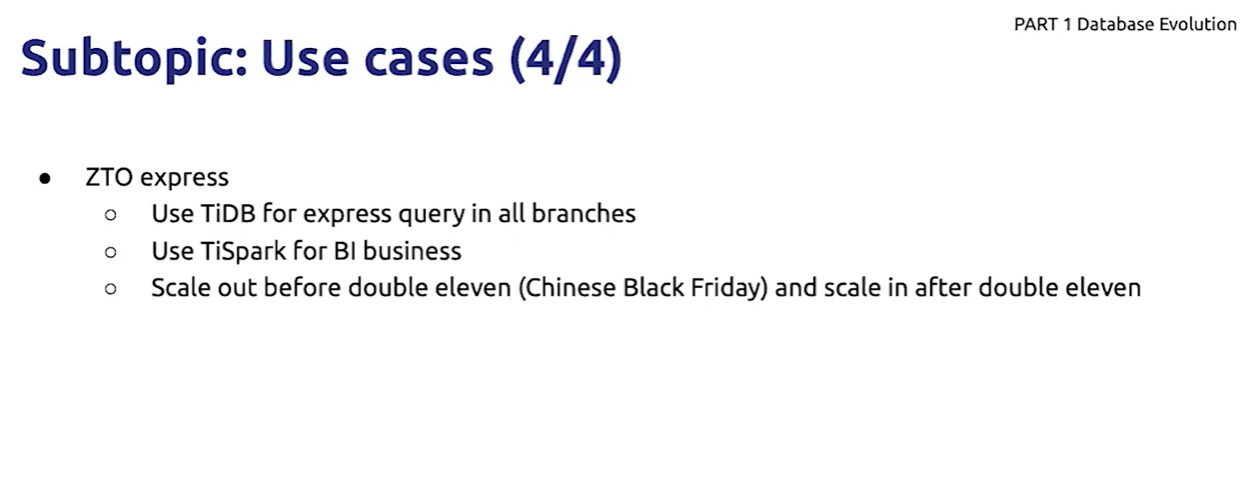 PART 1 Database Evolution
Subtopic: Use cases (4/4)
● ZTO express
○ Use TiDB for express query in all branches
○ Use TiSpark for BI business
○ Scale out before double eleven (Chinese Black Friday) and scale in after double eleven